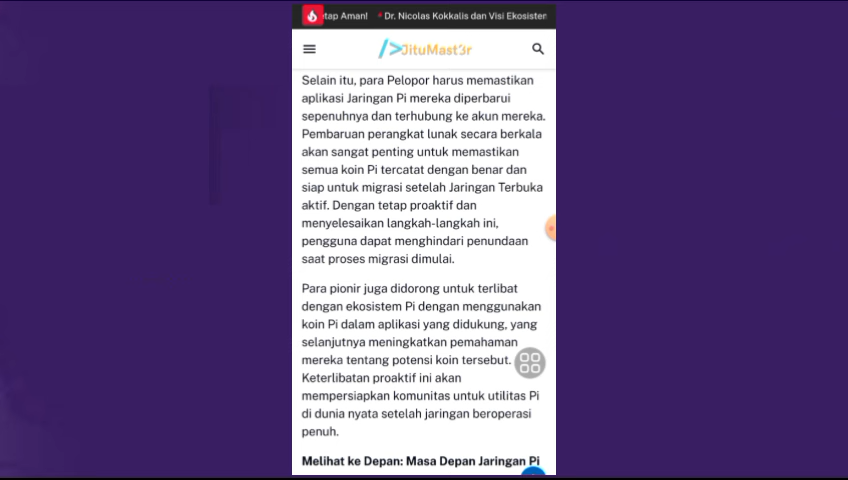 tap Aman! • Dr. Nicolas Kokkalis dan Visi Ekosistem
/>JituMast3r
Selain itu, para Pelopor harus memastikan
aplikasi Jaringan Pi mereka diperbarui
sepenuhnya dan terhubung ke akun mereka.
Pembaruan perangkat lunak secara berkala
akan sangat penting untuk memastikan
semua koin Pi tercatat dengan benar dan
siap untuk migrasi setelah Jaringan Terbuka
aktif. Dengan tetap proaktif dan
menyelesaikan langkah-langkah ini,
pengguna dapat menghindari penundaan
saat proses migrasi dimulai.
Para pionir juga didorong untuk terlibat
dengan ekosistem Pi dengan menggunakan
koin Pi dalam aplikasi yang didukung, yang
selanjutnya meningkatkan pemahaman
mereka tentang potensi koin tersebut.
Keterlibatan proaktif ini akan
mempersiapkan komunitas untuk utilitas Pi
di dunia nyata setelah jaringan beroperasi
penuh.
Melihat ke Depan: Masa Depan Jaringan Pi